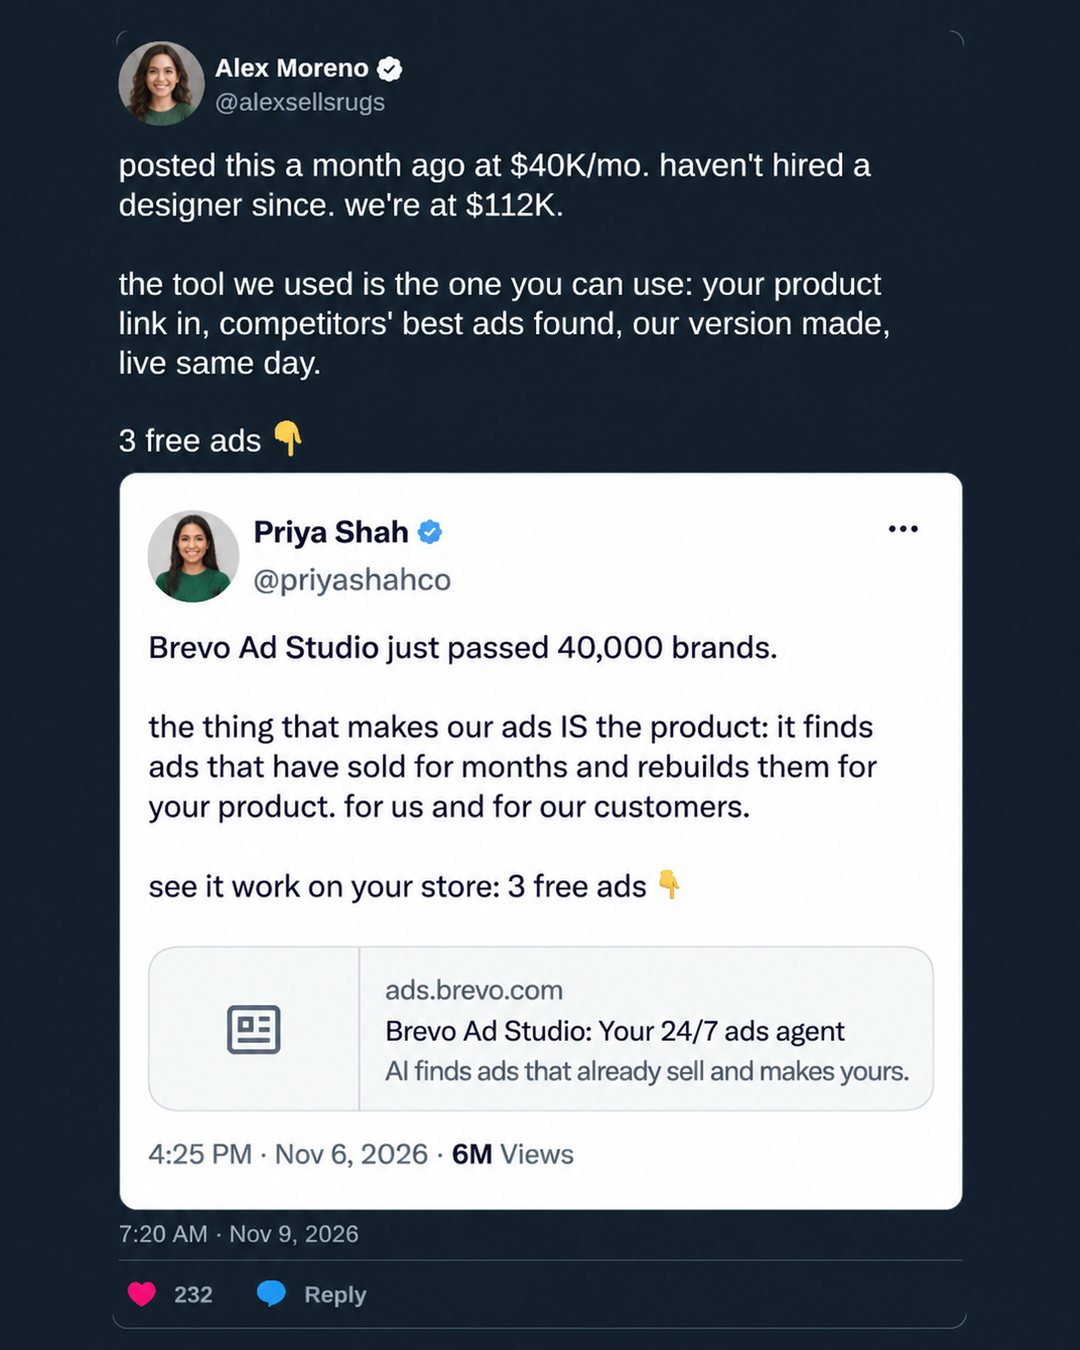 Alex Moreno
@alexsellsrugs
posted this a month ago at $40K/mo. haven't hired a
designer since. we're at $112K.
the tool we used is the one you can use: your product
link in, competitors' best ads found, our version made,
live same day.
3 free ads 👇
Priya Shah
@priyashahco
Brevo Ad Studio just passed 40,000 brands.
the thing that makes our ads IS the product: it finds
ads that have sold for months and rebuilds them for
your product. for us and for our customers.
see it work on your store: 3 free ads 👇
ads.brevo.com
Brevo Ad Studio: Your 24/7 ads agent
AI finds ads that already sell and makes yours.
4:25 PM · Nov 6, 2026 · 6M Views
7:20 AM · Nov 9, 2026
232 Reply